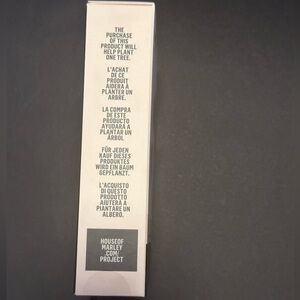 THE
PURCHASE
OF THIS
PRODUCT WILL
HELP PLANT
ONE TREE.
L'ACHAT
DE CE
PRODUIT
AIDERA À
PLANTER UN
ARBRE.
LA COMPRA
DE ESTE
PRODUCTO
AYUDARÁ A
PLANTAR UN
ÁRBOL.
FÜR JEDEN
KAUF DIESES
PRODUKTES
WIRD EIN BAUM
GEPFLANZT.
L'ACQUISTO
DI QUESTO
PRODOTTO
AIUTERÀ A
PIANTARE UN
ALBERO.
HOUSEOF
MARLEY
.COM/
PROJECT